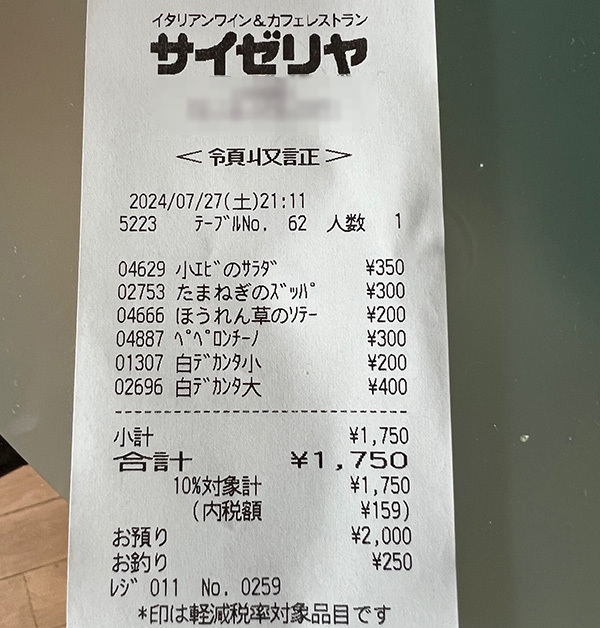 イタリアンワイン&カフェレストラン
サイゼリヤ
<領収証>
2024/07/27(土)21:11
5223 ﾃｰﾌﾞﾙNo. 62 人数 1
04629 小ｴﾋﾞのｻﾗﾀﾞ ¥350
02753 たまねぎのｽﾞｯﾊﾟ ¥300
04666 ほうれん草のｿﾃｰ ¥200
04887 ﾍﾟﾍﾟﾛﾝﾁｰﾉ ¥300
01307 白ﾃﾞｶﾝﾀ小 ¥200
02696 白ﾃﾞｶﾝﾀ大 ¥400
小計 ¥1,750
合計 ¥1,750
10%対象計 ¥1,750
(内税額 ¥159)
お預り ¥2,000
お釣り ¥250
ﾚｼﾞ 011 No. 0259
*印は軽減税率対象品目です